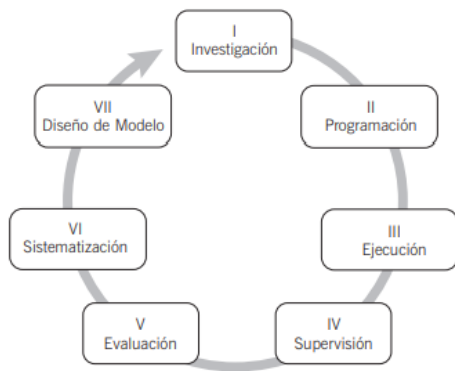 I
Investigación
II
Programación
III
Ejecución
IV
Supervisión
V
Evaluación
VI
Sistematización
VII
Diseño de Modelo